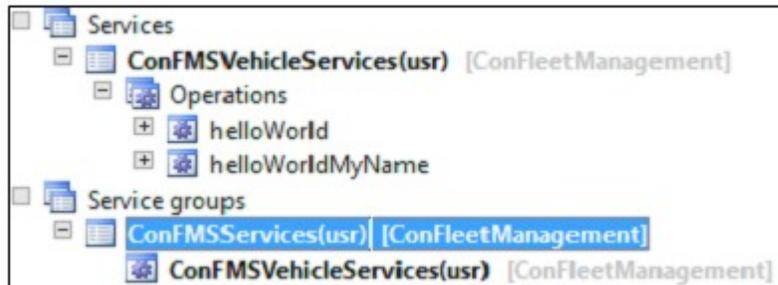 Services
ConFMSVehicleServices(usr) [ConFleetManagement]
Operations
helloWorld
helloWorldMyName
Service groups
ConFMSServices(usr) [ConFleetManagement]
ConFMSVehicleServices(usr) [ConFleetManagement]